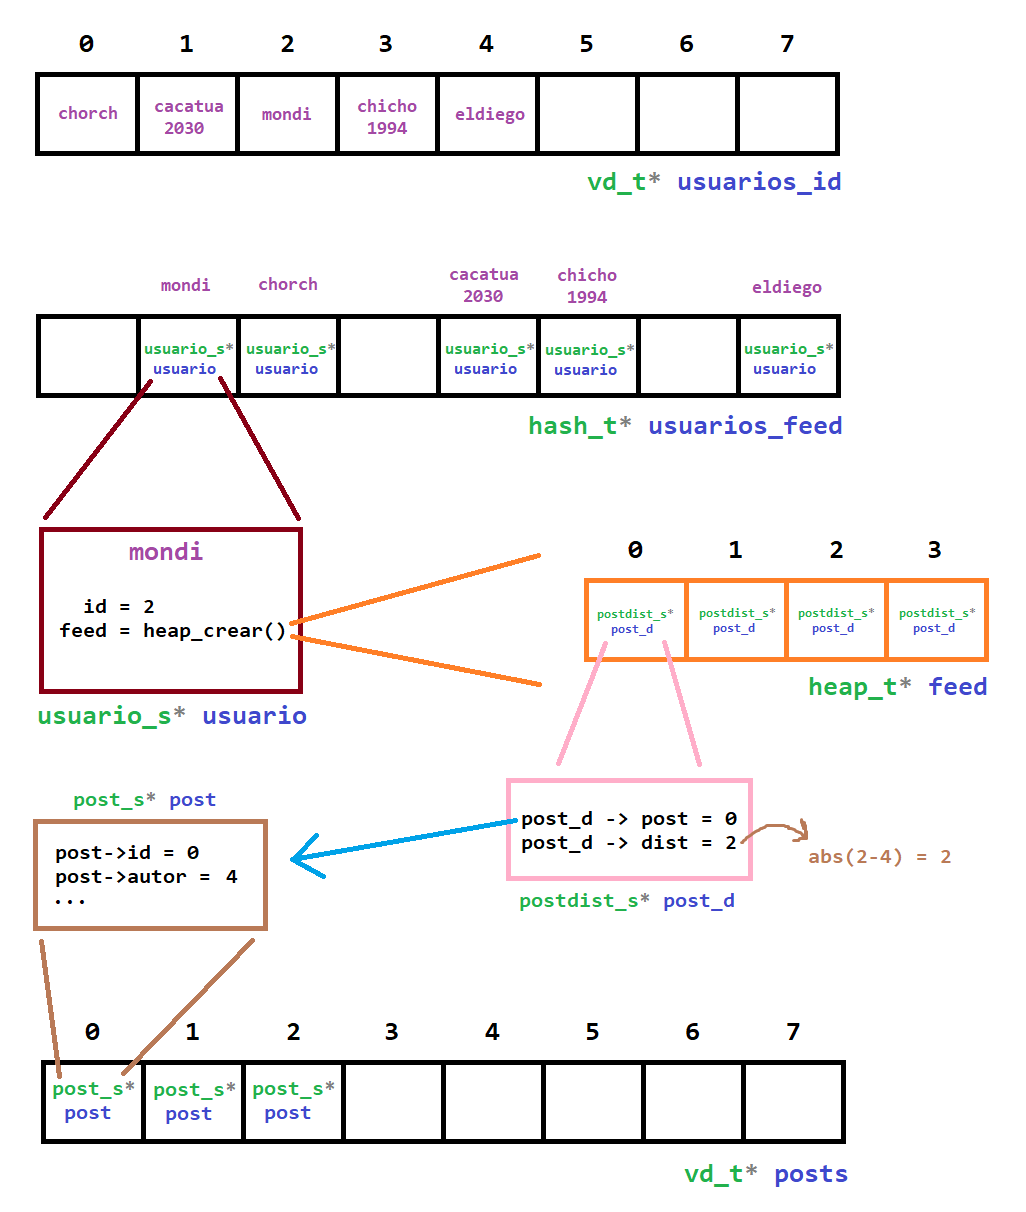 0 1 2 3 4 5 6 7
chorch
cacatua
2030
mondi
chicho
1994
eldiego
vd_t* usuarios_id
mondi
chorch
cacatua
2030
chicho
1994
eldiego
usuario_s*
usuario
usuario_s*
usuario
usuario_s*
usuario
usuario_s*
usuario
usuario_s*
usuario
hash_t* usuarios_feed
mondi
id = 2
feed = heap_crear()
usuario_s* usuario
0 1 2 3
postdist_s*
post_d
postdist_s*
post_d
postdist_s*
post_d
postdist_s*
post_d
heap_t* feed
post_d -> post = 0
post_d -> dist = 2
abs(2-4) = 2
postdist_s* post_d
post_s* post
post->id = 0
post->autor = 4
...
0 1 2 3 4 5 6 7
post_s*
post
post_s*
post
post_s*
post
vd_t* posts